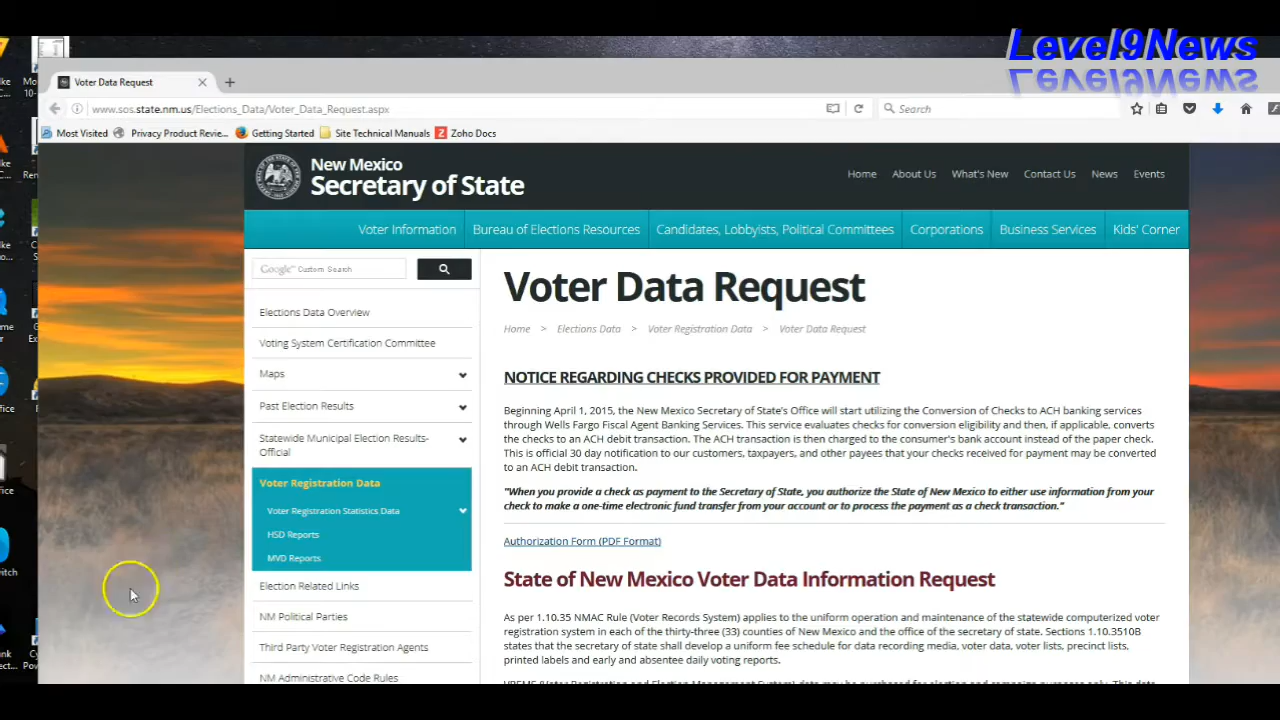 Level9News
Voter Data Request
www.sos.state.nm.us/Elections_Data/Voter_Data_Request.aspx
Search
Most Visited
Privacy Product Revie...
Getting Started
Site Technical Manuals
Zoho Docs
New Mexico
Secretary of State
Home
About Us
What's New
Contact Us
News
Events
Voter Information
Bureau of Elections Resources
Candidates, Lobbyists, Political Committees
Corporations
Business Services
Kids' Corner
Google™ Custom Search
Elections Data Overview
Voting System Certification Committee
Maps
Past Election Results
Statewide Municipal Election Results-
Official
Voter Registration Data
Voter Registration Statistics Data
HSD Reports
MVD Reports
Election Related Links
NM Political Parties
Third Party Voter Registration Agents
NM Administrative Code Rules
Voter Data Request
Home > Elections Data > Voter Registration Data > Voter Data Request
NOTICE REGARDING CHECKS PROVIDED FOR PAYMENT
Beginning April 1, 2015, the New Mexico Secretary of State's Office will start utilizing the Conversion of Checks to ACH banking services
through Wells Fargo Fiscal Agent Banking Services. This service evaluates checks for conversion eligibility and then, if applicable, converts
the checks to an ACH debit transaction. The ACH transaction is then charged to the consumer's bank account instead of the paper check.
This is official 30 day notification to our customers, taxpayers, and other payees that your checks received for payment may be converted
to an ACH debit transaction.
"When you provide a check as payment to the Secretary of State, you authorize the State of New Mexico to either use information from your
check to make a one-time electronic fund transfer from your account or to process the payment as a check transaction."
Authorization Form (PDF Format)
State of New Mexico Voter Data Information Request
As per 1.10.35 NMAC Rule (Voter Records System) applies to the uniform operation and maintenance of the statewide computerized voter
registration system in each of the thirty-three (33) counties of New Mexico and the office of the secretary of state. Sections 1.10.3510B
states that the secretary of state shall develop a uniform fee schedule for data recording media, voter data, voter lists, precinct lists,
printed labels and early and absentee daily voting reports.